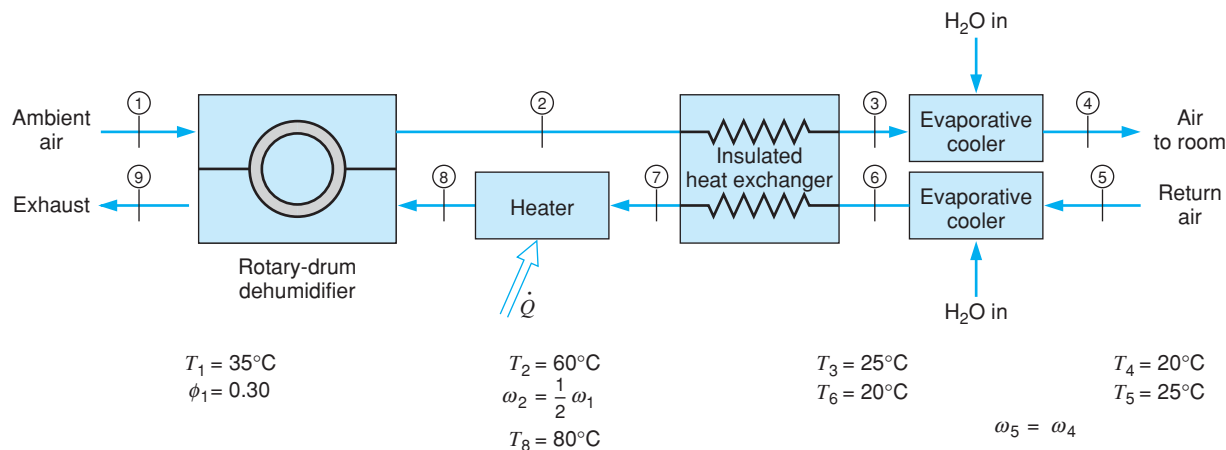 H₂O in
1
2
3
4
Ambient
air
Evaporative
cooler
Air
to room
Insulated
heat exchanger
9
8
7
6
5
Exhaust
Heater
Evaporative
cooler
Return
air
Rotary-drum
dehumidifier
Q̇
H₂O in
T₁ = 35°C
T₂ = 60°C
T₃ = 25°C
T₄ = 20°C
ϕ₁ = 0.30
ω₂ = 1/2 ω₁
T₆ = 20°C
T₅ = 25°C
T₈ = 80°C
ω₅ = ω₄